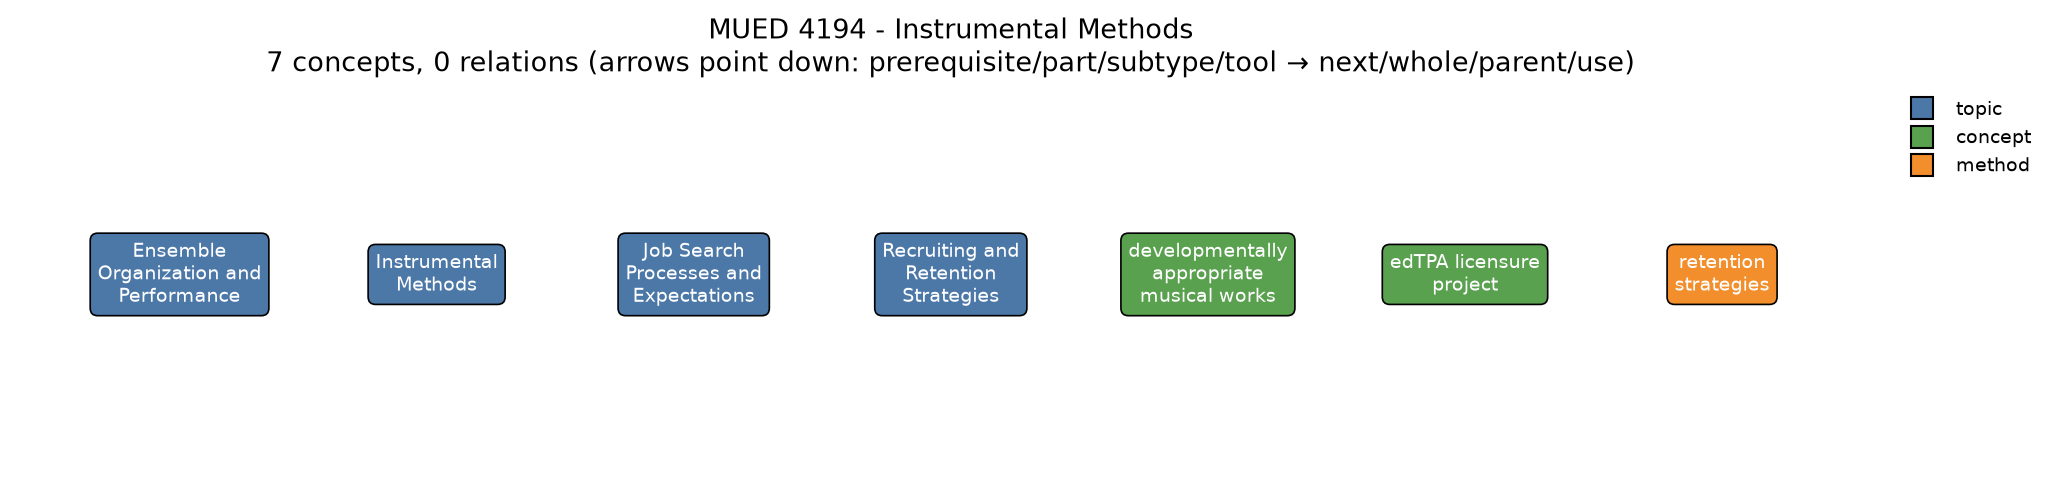 MUED 4194 - Instrumental Methods
7 concepts, 0 relations (arrows point down: prerequisite/part/subtype/tool → next/whole/parent/use)
topic
concept
method
Ensemble
Organization and
Performance
Instrumental
Methods
Job Search
Processes and
Expectations
Recruiting and
Retention
Strategies
developmentally
appropriate
musical works
edTPA licensure
project
retention
strategies